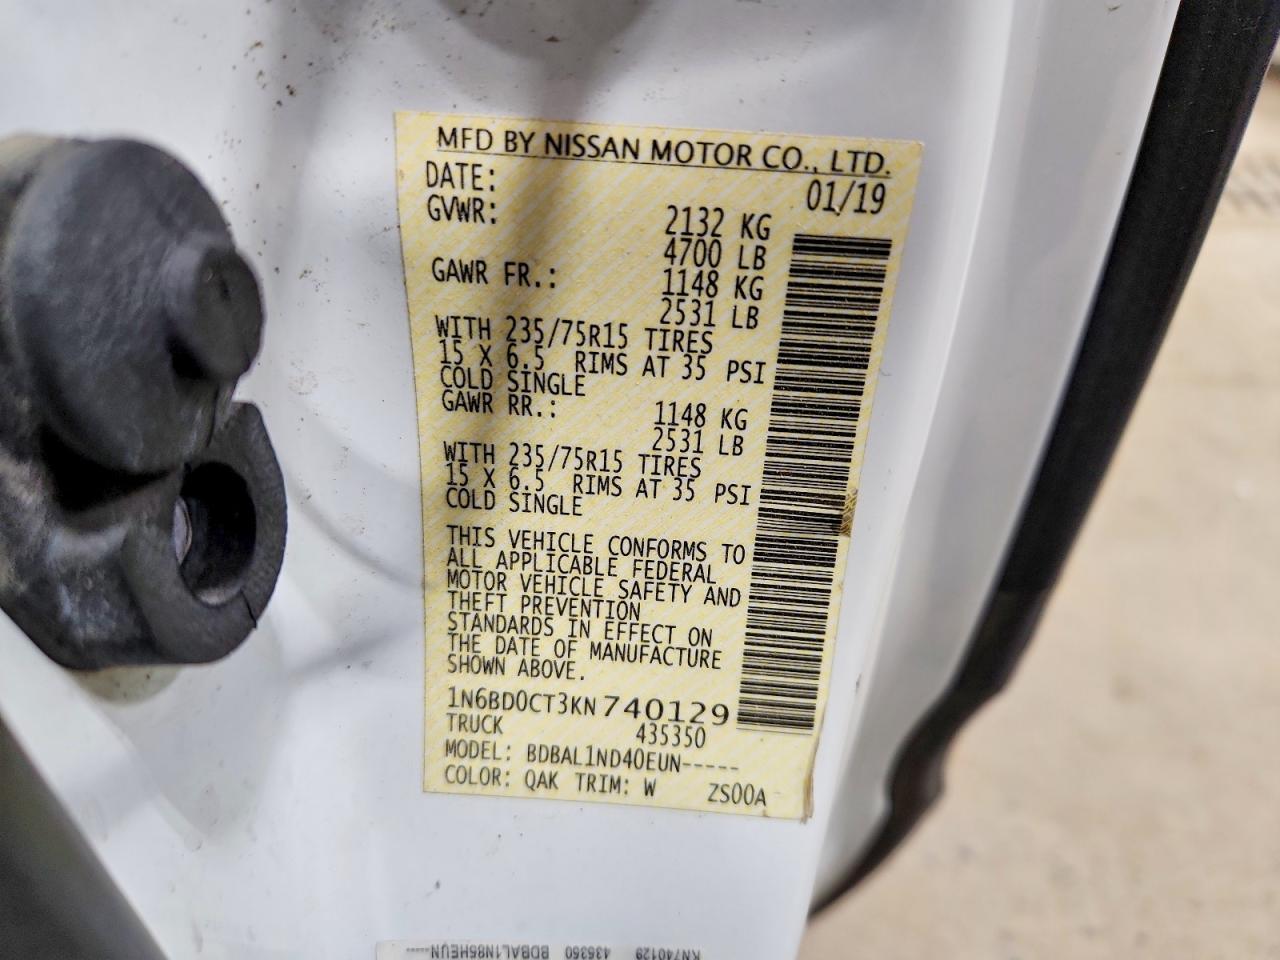 MFD BY NISSAN MOTOR CO., LTD.
DATE: 01/19
GVWR: 2132 KG
4700 LB
GAWR FR.: 1148 KG
2531 LB
WITH 235/75R15 TIRES
15 X 6.5 RIMS AT 35 PSI
COLD SINGLE
GAWR RR.: 1148 KG
2531 LB
WITH 235/75R15 TIRES
15 X 6.5 RIMS AT 35 PSI
COLD SINGLE
THIS VEHICLE CONFORMS TO
ALL APPLICABLE FEDERAL
MOTOR VEHICLE SAFETY AND
THEFT PREVENTION
STANDARDS IN EFFECT ON
THE DATE OF MANUFACTURE
SHOWN ABOVE.
1N6BD0CT3KN740129
TRUCK 435350
MODEL: BDBAL1ND40EUN-----
COLOR: QAK TRIM: W ZS00A
KN740129 435350 BDBAL1N85HEUN-----